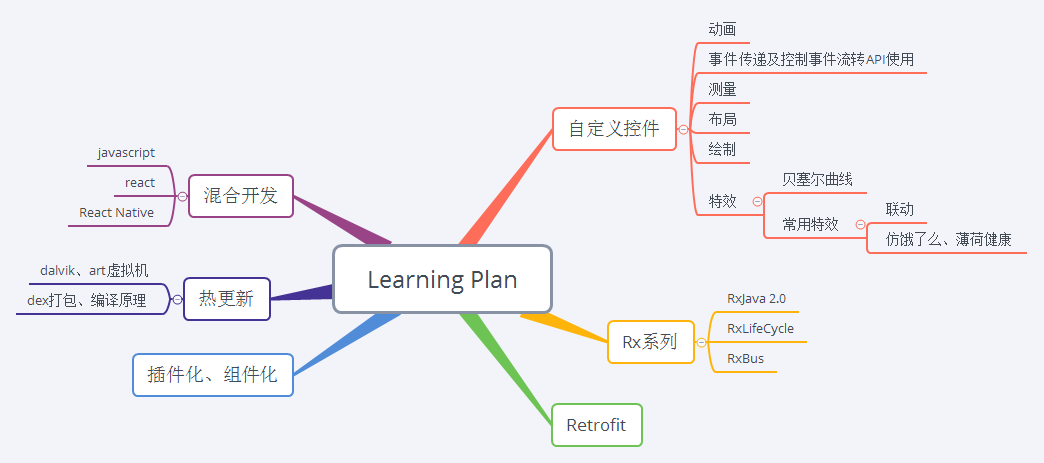 Learning Plan
自定义控件
动画
事件传递及控制事件流转API使用
测量
布局
绘制
特效
贝塞尔曲线
常用特效
联动
仿饿了么、薄荷健康
Rx系列
RxJava 2.0
RxLifeCycle
RxBus
Retrofit
插件化、组件化
热更新
dalvik、art虚拟机
dex打包、编译原理
混合开发
javascript
react
React Native